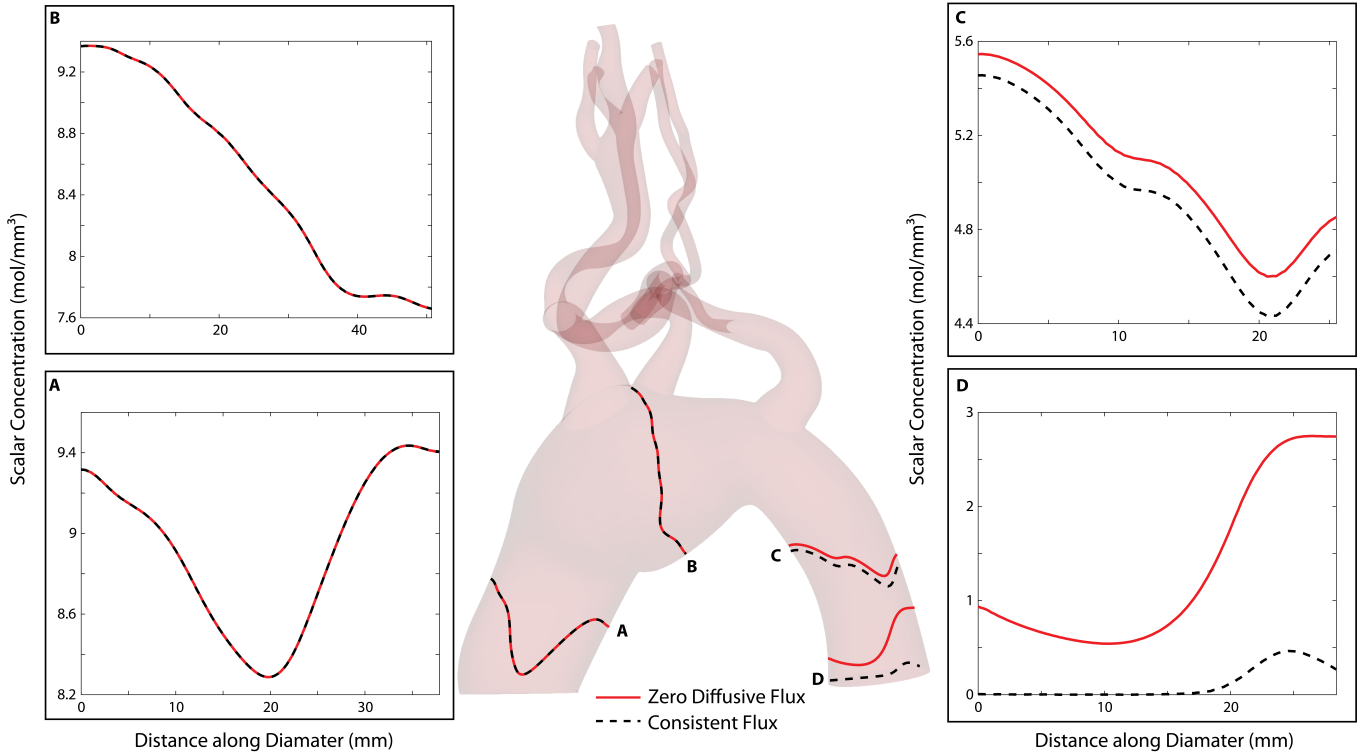 B
9.2
8.8
8.4
8
7.6
0
20
40
A
9.4
9
8.6
8.2
0
10
20
30
Scalar Concentration (mol/mm³)
Distance along Diamater (mm)
A
B
C
D
Zero Diffusive Flux
Consistent Flux
C
5.6
5.2
4.8
4.4
0
10
20
D
3
2
1
0
0
10
20
Scalar Concentration (mol/mm³)
Distance along Diamater (mm)